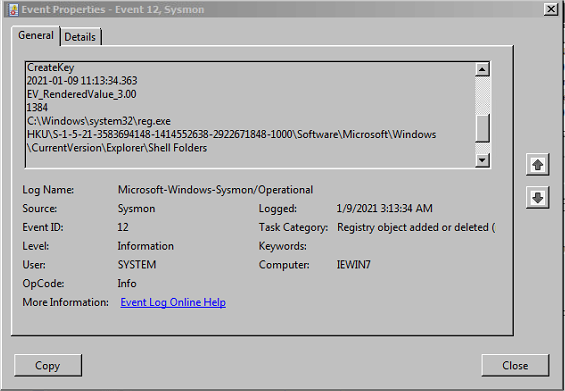 Event Properties - Event 12, Sysmon
General Details
CreateKey
2021-01-09 11:13:34.363
EV_RenderedValue_3.00
1384
C:\Windows\system32\reg.exe
HKU\S-1-5-21-3583694148-1414552638-2922671848-1000\Software\Microsoft\Windows
\CurrentVersion\Explorer\Shell Folders
Log Name: Microsoft-Windows-Sysmon/Operational
Source: Sysmon Logged: 1/9/2021 3:13:34 AM
Event ID: 12 Task Category: Registry object added or deleted (
Level: Information Keywords:
User: SYSTEM Computer: IEWIN7
OpCode: Info
More Information: Event Log Online Help
Copy Close